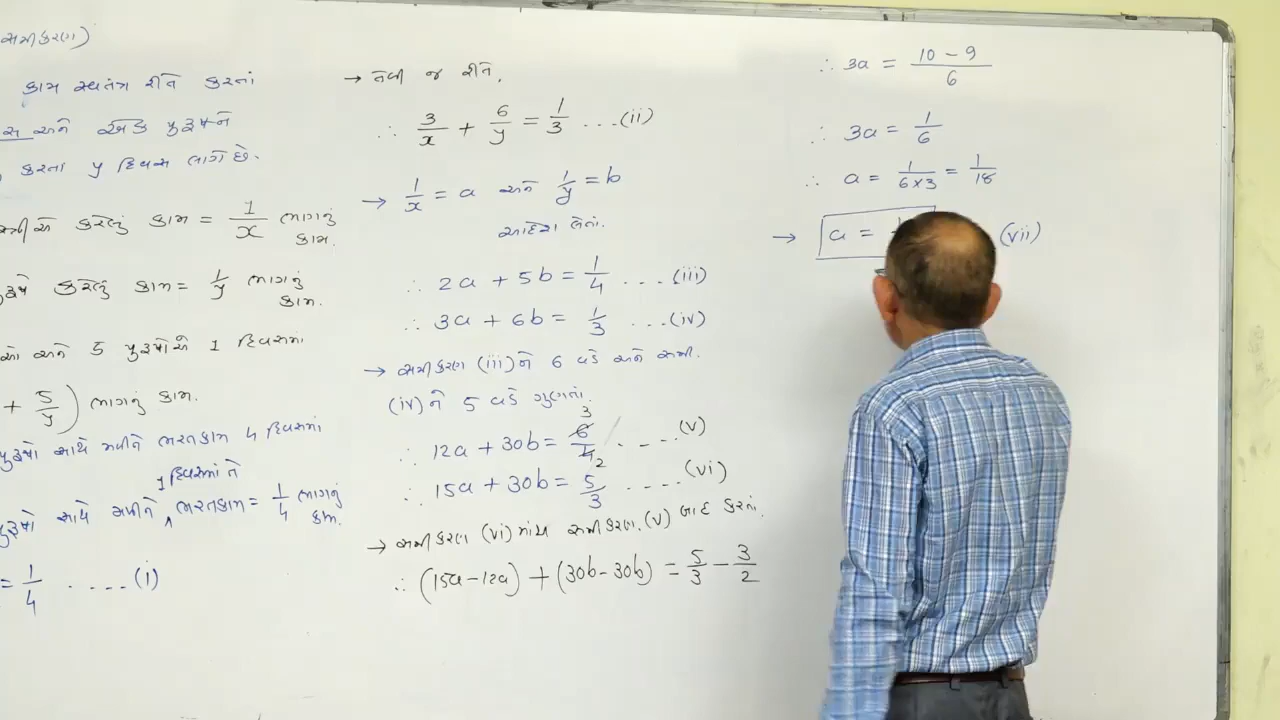 સમીકરણ)
કામ સ્વતંત્ર રીતે કરતાં
સ અને એક પુરૂષને
કરતા y દિવસ લાગે છે.
કરેલું કામ = 1/x ભાગનું કામ.
કરેલું કામ = 1/y ભાગનું કામ.
અને 5 પુરૂષોએ 1 દિવસમાં
+ 5/y) ભાગનું કામ.
પુરૂષો સાથે મળીને ભરતકામ 4 દિવસમાં
1 દિવસમાં તે
પુરૂષો સાથે મળીને ^ ભરતકામ = 1/4 ભાગનું કામ.
= 1/4 ..... (i)
→ તેવી જ રીતે,
∴ 3/x + 6/y = 1/3 ...(ii)
→ 1/x = a અને 1/y = b
આદેશ લેતાં.
∴ 2a + 5b = 1/4 ...(iii)
∴ 3a + 6b = 1/3 ...(iv)
→ સમીકરણ (iii) ને 6 વડે અને સમી.
(iv) ને 5 વડે ગુણતાં.
3
∴ 12a + 30b = 6/4 ....(v)
2
∴ 15a + 30b = 5/3 .....(vi)
→ સમીકરણ (vi) માંથી સમીકરણ (v) બાદ કરતાં.
∴ (15a - 12a) + (30b - 30b) = 5/3 - 3/2
∴ 3a = 10 - 9/6
∴ 3a = 1/6
∴ a = 1/6×3 = 1/18
→ a = (vii)